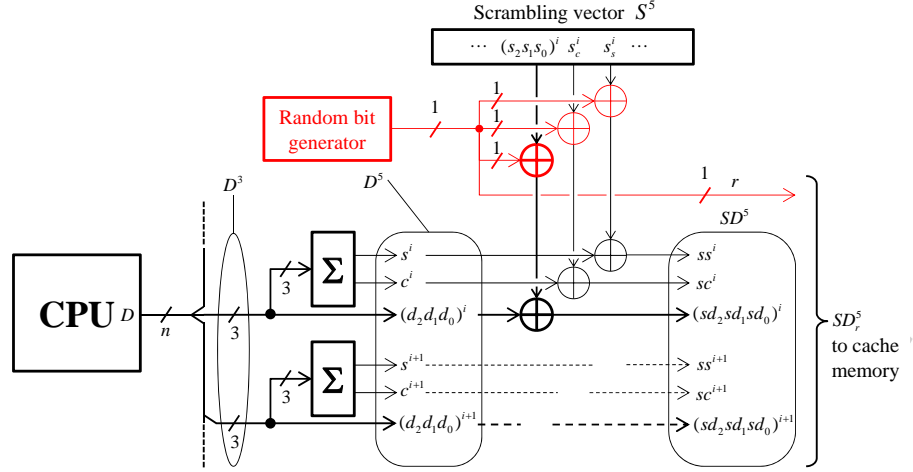 Scrambling vector S^5
··· (s_2s_1s_0)^i s_c^i s_s^i ···
Random bit
generator
1
1
1
1
1 r
D^3
D^5
SD^5
CPU D
n
3
3
Σ
s^i
c^i
(d_2d_1d_0)^i
ss^i
sc^i
(sd_2sd_1sd_0)^i
3
3
Σ
s^{i+1}
c^{i+1}
(d_2d_1d_0)^{i+1}
ss^{i+1}
sc^{i+1}
(sd_2sd_1sd_0)^{i+1}
SD_r^5
to cache
memory